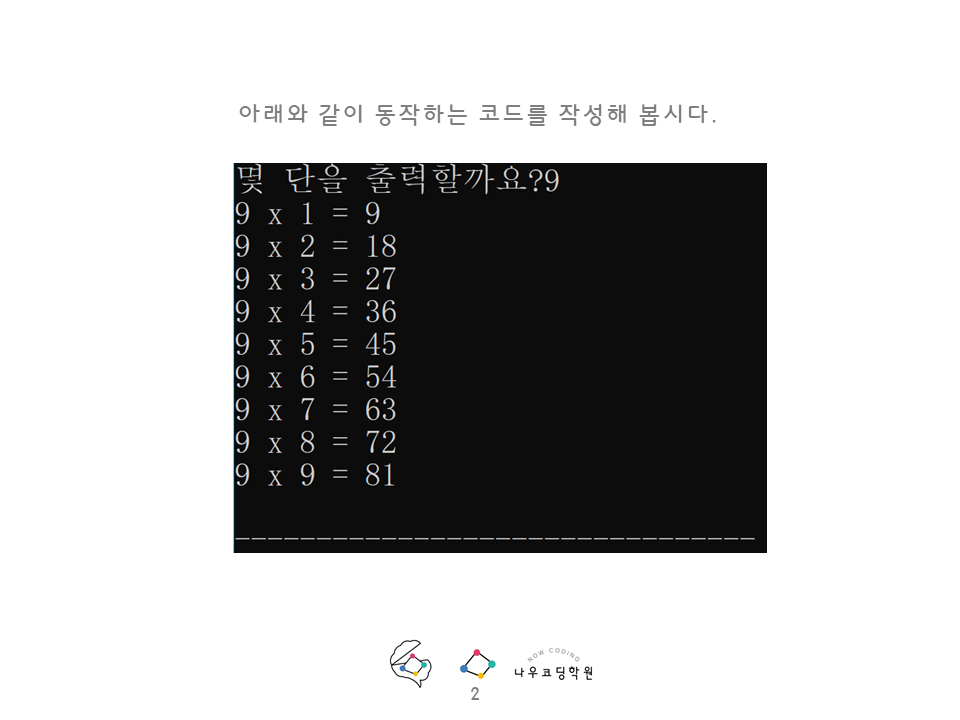 아래와 같이 동작하는 코드를 작성해 봅시다.
몇 단을 출력할까요?9
9 x 1 = 9
9 x 2 = 18
9 x 3 = 27
9 x 4 = 36
9 x 5 = 45
9 x 6 = 54
9 x 7 = 63
9 x 8 = 72
9 x 9 = 81
--------------------------------
NOW CODING
나우코딩학원
2